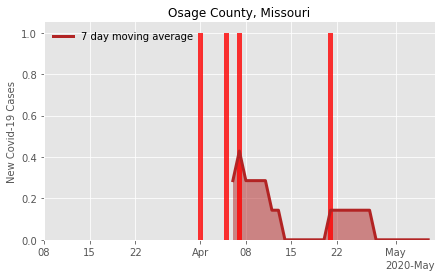 Osage County, Missouri
7 day moving average
New Covid-19 Cases
1.0
0.8
0.6
0.4
0.2
0.0
08 15 22 Apr 08 15 22 May
2020-May